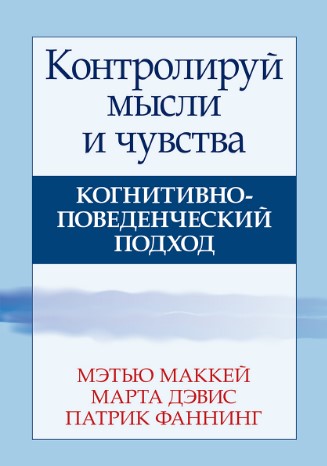 Контролируй
мысли
и чувства
КОГНИТИВНО-
ПОВЕДЕНЧЕСКИЙ
ПОДХОД
МЭТЬЮ МАККЕЙ
МАРТА ДЭВИС
ПАТРИК ФАННИНГ